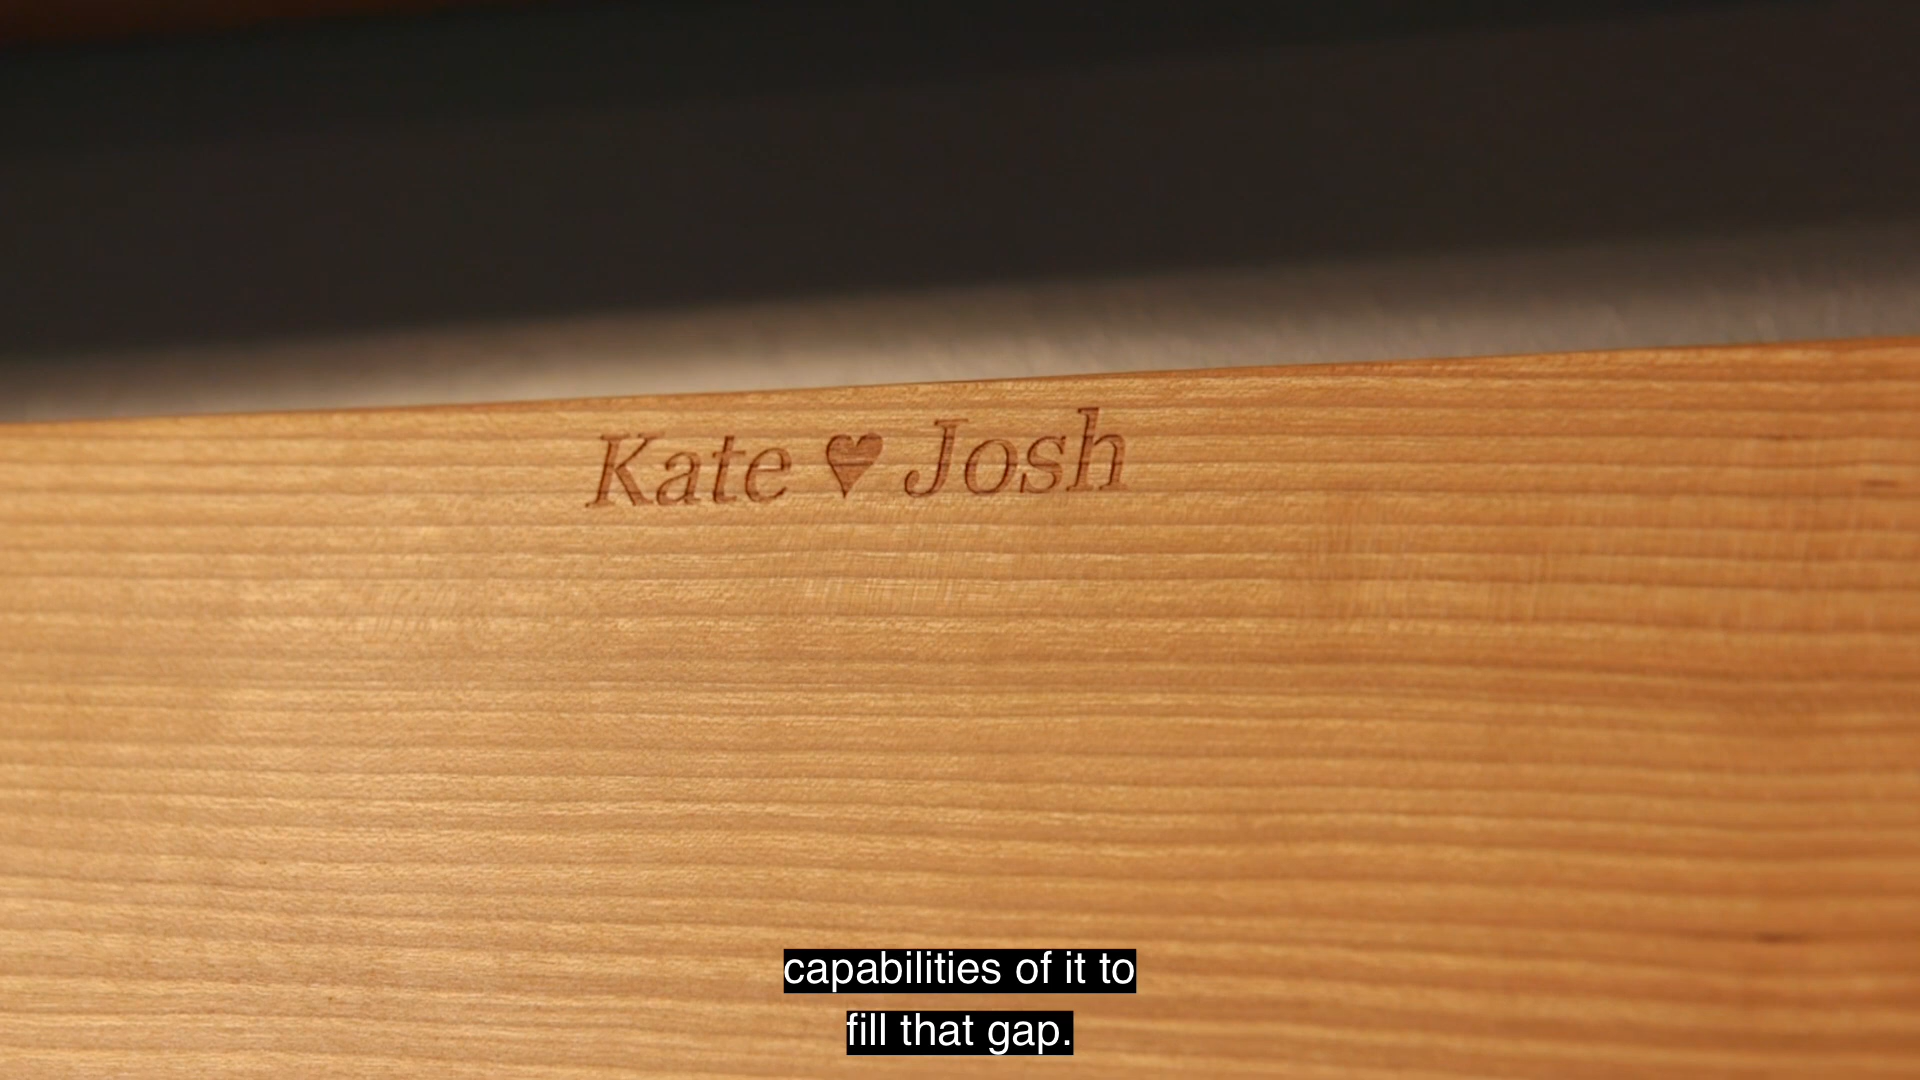 Kate ♥ Josh
capabilities of it to
fill that gap.